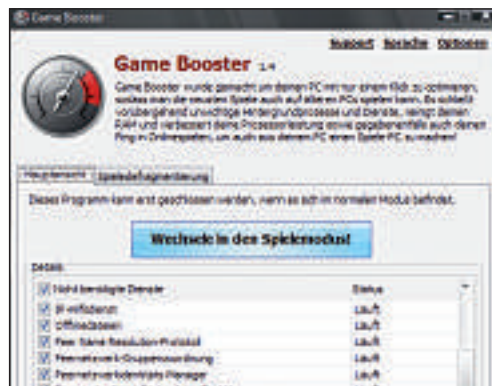 Game Booster
Support Sprache Optionen
Game Booster 1.4
Game Booster wurde gemacht um deinen PC mit nur einem Klick zu optimieren,
sodass man die neusten Spiele auch auf älteren PCs spielen kann. Es schließt
vorübergehend unwichtige Hintergrundprozesse und Dienste, reinigt deinen
RAM und verbessert deine Prozessorleistung sowie gegebenenfalls auch deinen
Ping in Onlinespielen, um auch aus deinem PC einen Spiele-PC zu machen!
Hauptansicht Spieledefragmentierung
Dieses Programm kann erst geschlossen werden, wenn es sich im normalen Modus befindet.
Wechsele in den Spielemodus!
Details
Nicht benötigte Dienste Status
IP-Hilfsdienst Läuft
Offlinedateien Läuft
Peer Name Resolution-Protokoll Läuft
Peernetzwerk-Gruppenzuordnung Läuft
Peernetzwerkidentitäts-Manager Läuft